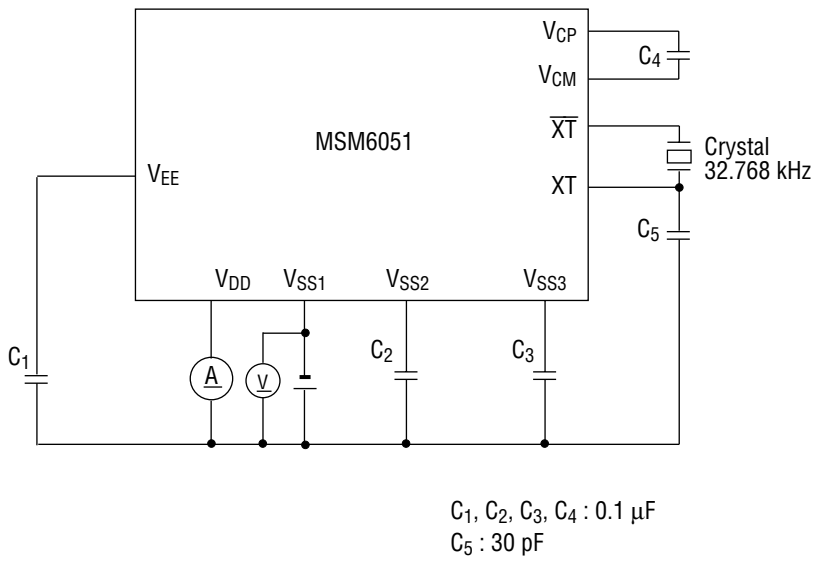 V_CP
C_4
V_CM
X̅T̅
MSM6051
Crystal
32.768 kHz
V_EE
XT
C_5
V_DD
V_SS1
V_SS2
V_SS3
C_1
A
V
C_2
C_3
C_1, C_2, C_3, C_4 : 0.1 μF
C_5 : 30 pF